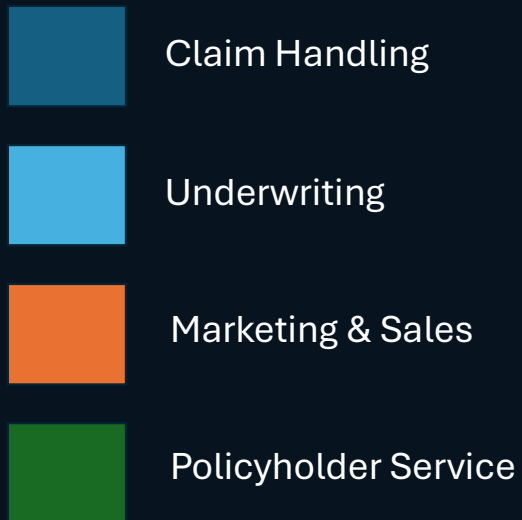 Claim Handling
Underwriting
Marketing & Sales
Policyholder Service